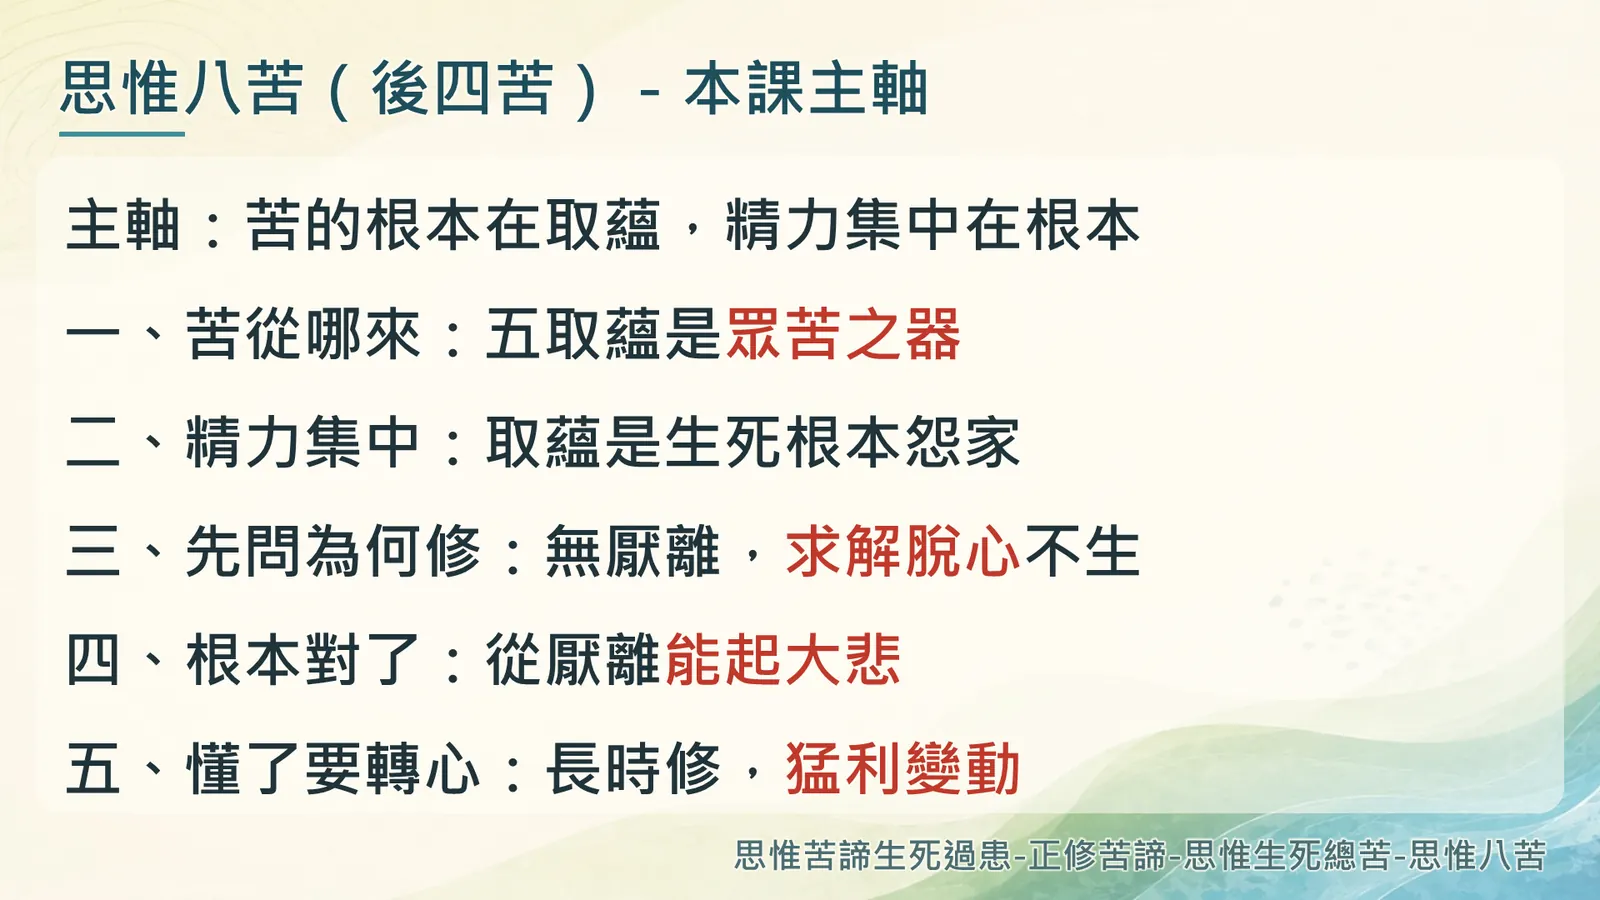 思惟八苦（後四苦）- 本課主軸
主軸：苦的根本在取蘊，精力集中在根本
一、苦從哪來：五取蘊是眾苦之器
二、精力集中：取蘊是生死根本怨家
三、先問為何修：無厭離，求解脫心不生
四、根本對了：從厭離能起大悲
五、懂了要轉心：長時修，猛利變動
思惟苦諦生死過患-正修苦諦-思惟生死總苦-思惟八苦